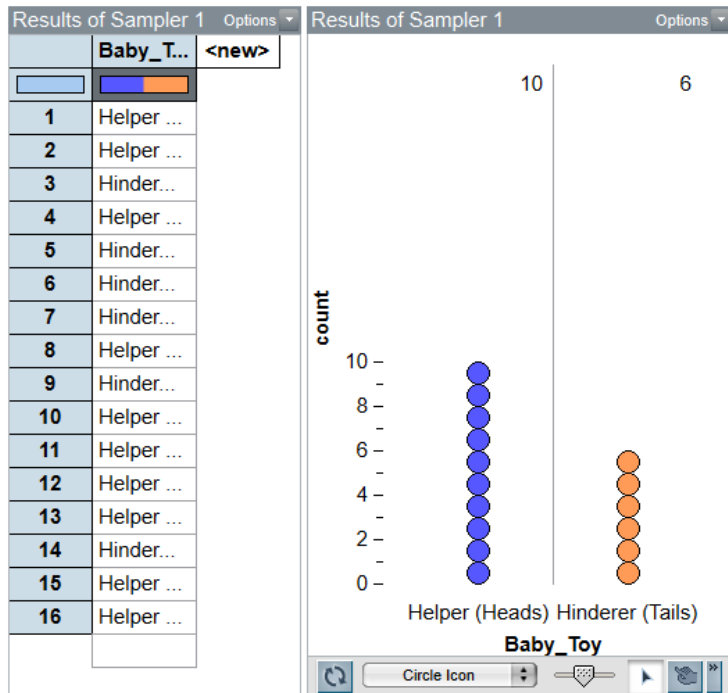 Results of Sampler 1 Options
Baby_T... <new>
1 Helper ...
2 Helper ...
3 Hinder...
4 Helper ...
5 Hinder...
6 Hinder...
7 Hinder...
8 Helper ...
9 Hinder...
10 Helper ...
11 Helper ...
12 Helper ...
13 Helper ...
14 Hinder...
15 Helper ...
16 Helper ...
Results of Sampler 1 Options
10 6
count
10
8
6
4
2
0
Helper (Heads) Hinderer (Tails)
Baby_Toy
Circle Icon
»